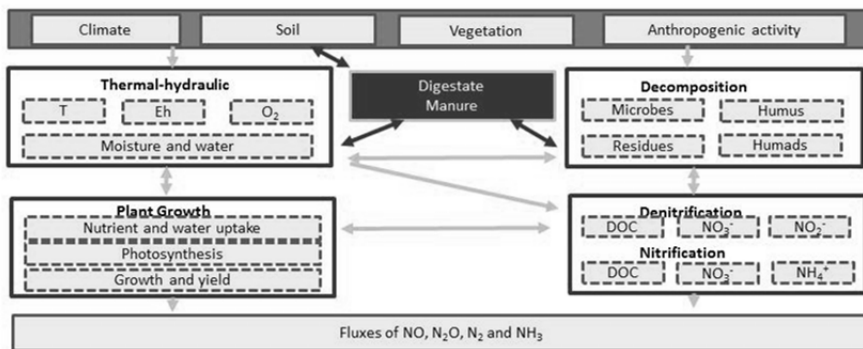 Climate
Soil
Vegetation
Anthropogenic activity
Thermal-hydraulic
T
Eh
O₂
Moisture and water
Digestate
Manure
Decomposition
Microbes
Humus
Residues
Humads
Plant Growth
Nutrient and water uptake
Photosynthesis
Growth and yield
Denitrification
DOC
NO₃⁻
NO₂⁻
Nitrification
DOC
NO₃⁻
NH₄⁺
Fluxes of NO, N₂O, N₂ and NH₃